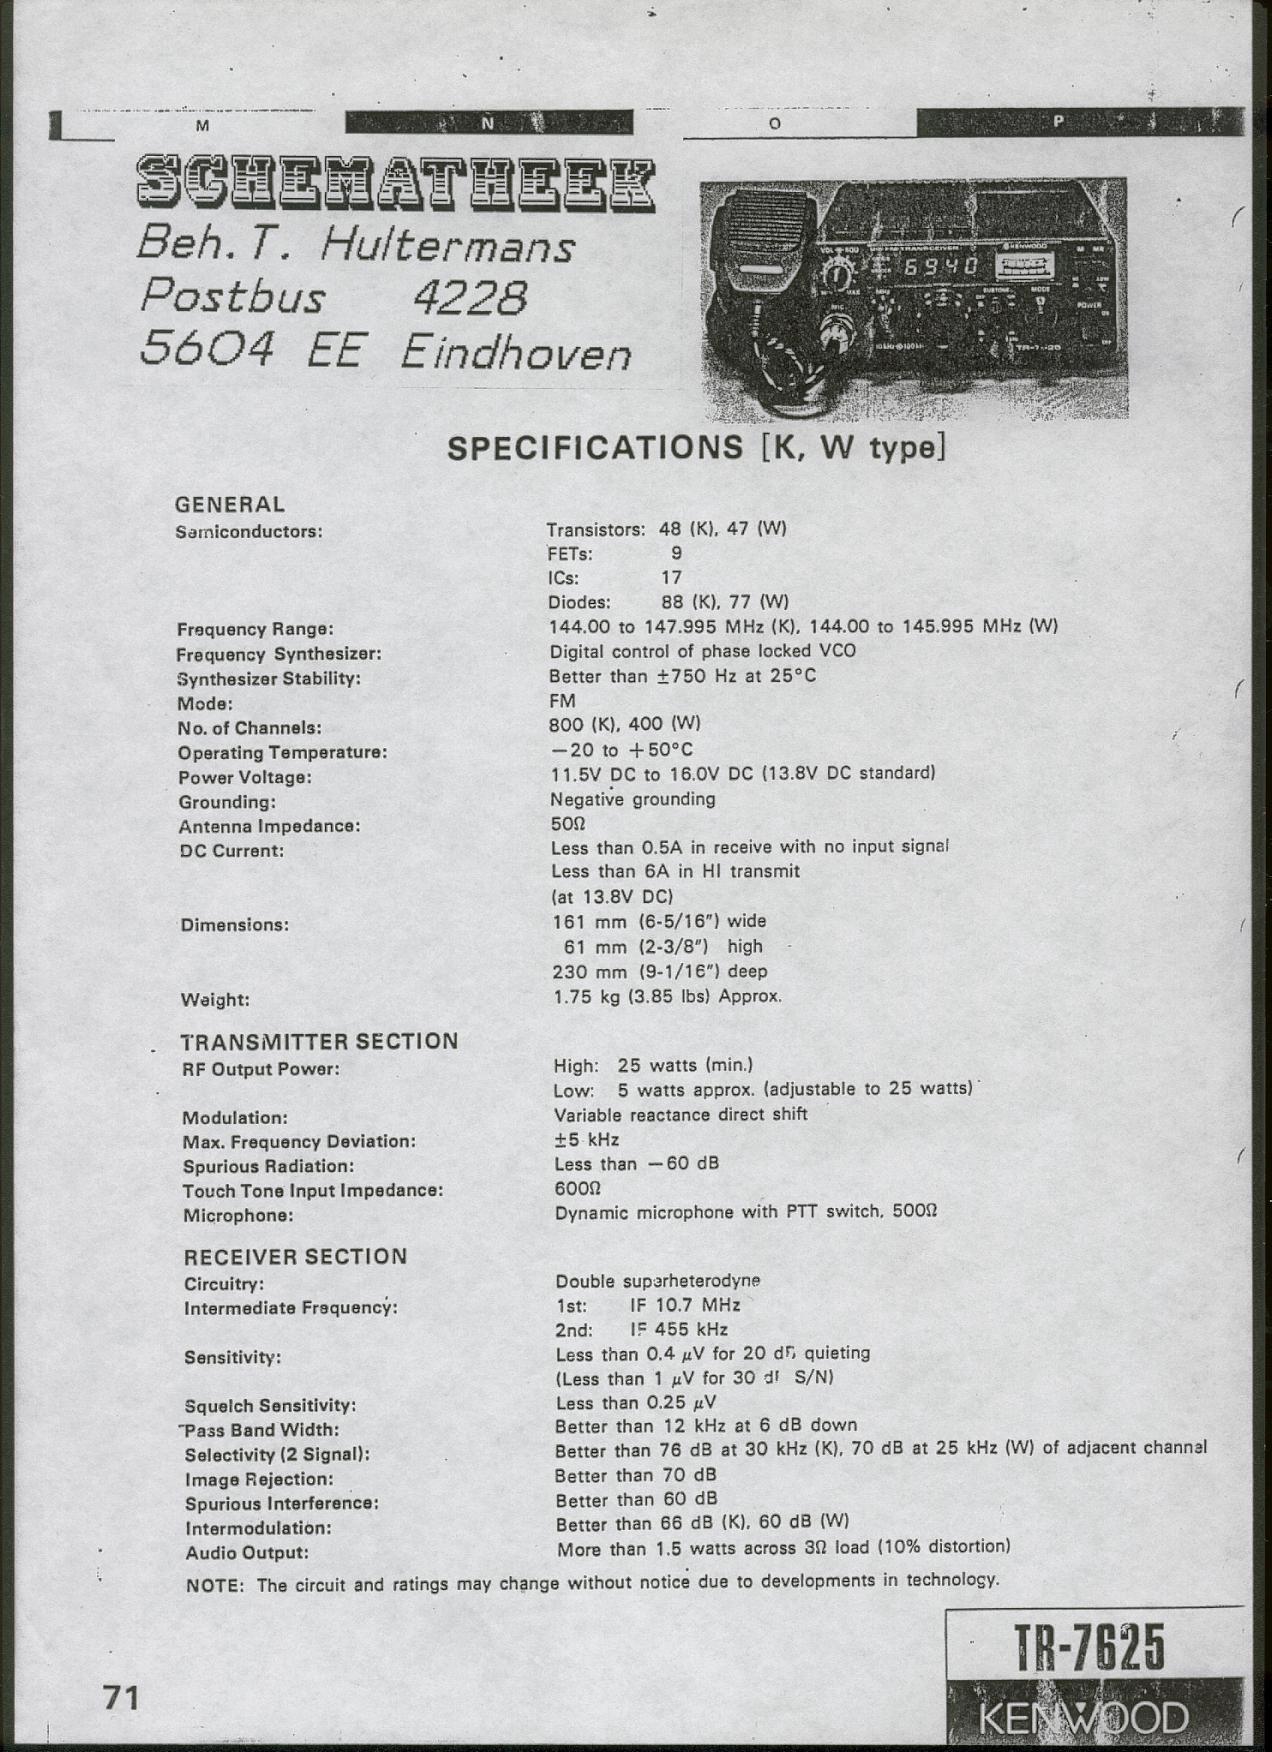 M N O P
SCHEMATHEEK
Beh. T. Hultermans
Postbus 4228
5604 EE Eindhoven
VOL SQU
KENWOOD
M MR
6940
MODE
POWER
ON
OFF
SPECIFICATIONS [K, W type]
GENERAL
Semiconductors: Transistors: 48 (K), 47 (W)
FETs: 9
ICs: 17
Diodes: 88 (K), 77 (W)
Frequency Range: 144.00 to 147.995 MHz (K), 144.00 to 145.995 MHz (W)
Frequency Synthesizer: Digital control of phase locked VCO
Synthesizer Stability: Better than ±750 Hz at 25°C
Mode: FM
No. of Channels: 800 (K), 400 (W)
Operating Temperature: −20 to +50°C
Power Voltage: 11.5V DC to 16.0V DC (13.8V DC standard)
Grounding: Negative grounding
Antenna Impedance: 50Ω
DC Current: Less than 0.5A in receive with no input signal
Less than 6A in HI transmit
(at 13.8V DC)
Dimensions: 161 mm (6-5/16") wide
61 mm (2-3/8") high
230 mm (9-1/16") deep
Weight: 1.75 kg (3.85 lbs) Approx.
TRANSMITTER SECTION
RF Output Power: High: 25 watts (min.)
Low: 5 watts approx. (adjustable to 25 watts)
Modulation: Variable reactance direct shift
Max. Frequency Deviation: ±5 kHz
Spurious Radiation: Less than −60 dB
Touch Tone Input Impedance: 600Ω
Microphone: Dynamic microphone with PTT switch, 500Ω
RECEIVER SECTION
Circuitry: Double superheterodyne
Intermediate Frequency: 1st: IF 10.7 MHz
2nd: IF 455 kHz
Sensitivity: Less than 0.4 μV for 20 dB quieting
(Less than 1 μV for 30 dB S/N)
Squelch Sensitivity: Less than 0.25 μV
Pass Band Width: Better than 12 kHz at 6 dB down
Selectivity (2 Signal): Better than 76 dB at 30 kHz (K), 70 dB at 25 kHz (W) of adjacent channel
Image Rejection: Better than 70 dB
Spurious Interference: Better than 60 dB
Intermodulation: Better than 66 dB (K), 60 dB (W)
Audio Output: More than 1.5 watts across 3Ω load (10% distortion)
NOTE: The circuit and ratings may change without notice due to developments in technology.
TR-7625
71
KENWOOD